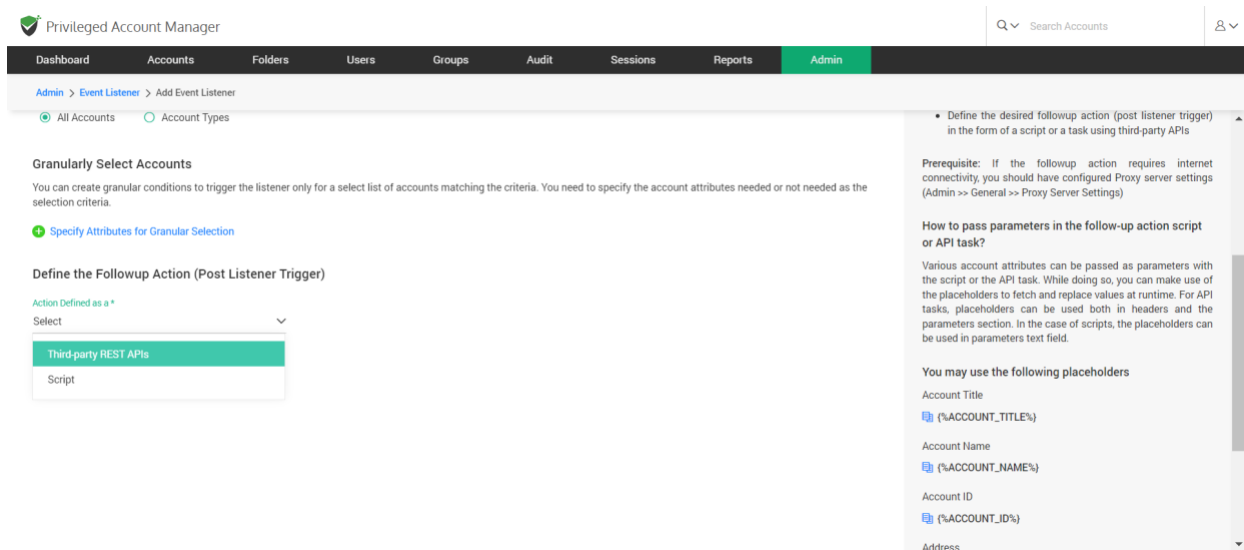 Privileged Account Manager
Search Accounts
Dashboard Accounts Folders Users Groups Audit Sessions Reports Admin
Admin > Event Listener > Add Event Listener
All Accounts Account Types
Granularly Select Accounts
You can create granular conditions to trigger the listener only for a select list of accounts matching the criteria. You need to specify the account attributes needed or not needed as the
selection criteria.
Specify Attributes for Granular Selection
Define the Followup Action (Post Listener Trigger)
Action Defined as a *
Select
Third-party REST APIs
Script
• Define the desired followup action (post listener trigger)
in the form of a script or a task using third-party APIs
Prerequisite: If the followup action requires internet
connectivity, you should have configured Proxy server settings
(Admin >> General >> Proxy Server Settings)
How to pass parameters in the follow-up action script
or API task?
Various account attributes can be passed as parameters with
the script or the API task. While doing so, you can make use of
the placeholders to fetch and replace values at runtime. For API
tasks, placeholders can be used both in headers and the
parameters section. In the case of scripts, the placeholders can
be used in parameters text field.
You may use the following placeholders
Account Title
{%ACCOUNT_TITLE%}
Account Name
{%ACCOUNT_NAME%}
Account ID
{%ACCOUNT_ID%}
Address